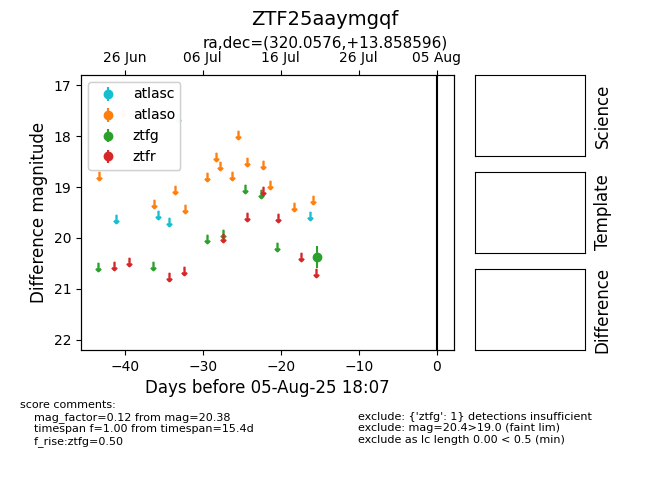 ZTF25aaymgqf
ra,dec=(320.0576,+13.858596)
26 Jun 06 Jul 16 Jul 26 Jul 05 Aug
atlasc
atlaso
ztfg
ztfr
17
18
19
20
21
22
Difference magnitude
−40 −30 −20 −10 0
Days before 05-Aug-25 18:07
Science
Template
Difference
score comments:
mag_factor=0.12 from mag=20.38
timespan f=1.00 from timespan=15.4d
f_rise:ztfg=0.50
exclude: {'ztfg': 1} detections insufficient
exclude: mag=20.4>19.0 (faint lim)
exclude as lc length 0.00 < 0.5 (min)